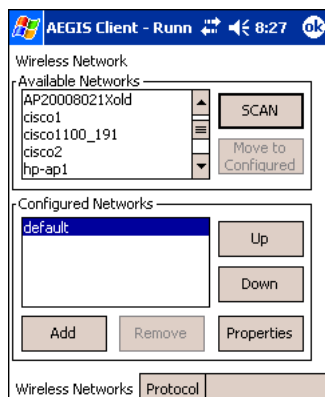 AEGIS Client - Runn 8:27 ok
Wireless Network
Available Networks
AP20008021Xold
cisco1
cisco1100_191
cisco2
hp-ap1
SCAN
Move to
Configured
Configured Networks
default
Up
Down
Add Remove Properties
Wireless Networks Protocol